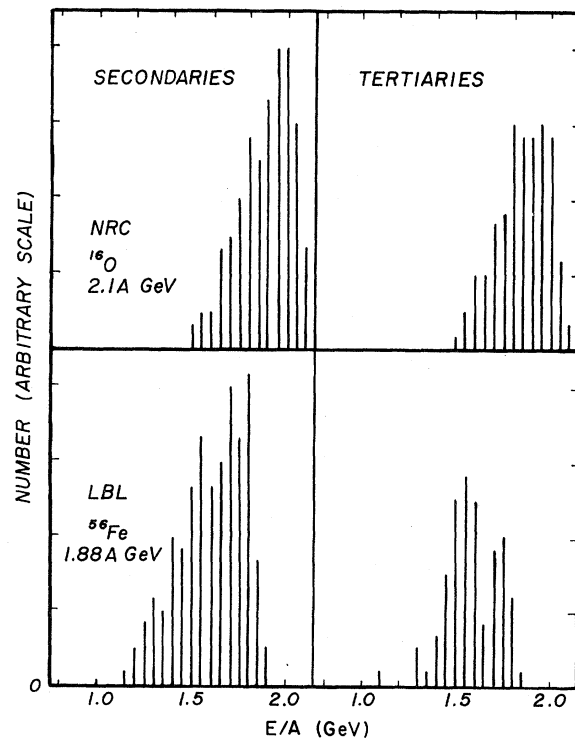 SECONDARIES
TERTIARIES
NRC
¹⁶O
2.1A GeV
LBL
⁵⁶Fe
1.88A GeV
NUMBER (ARBITRARY SCALE)
0
1.0 1.5 2.0 1.0 1.5 2.0
E/A (GeV)